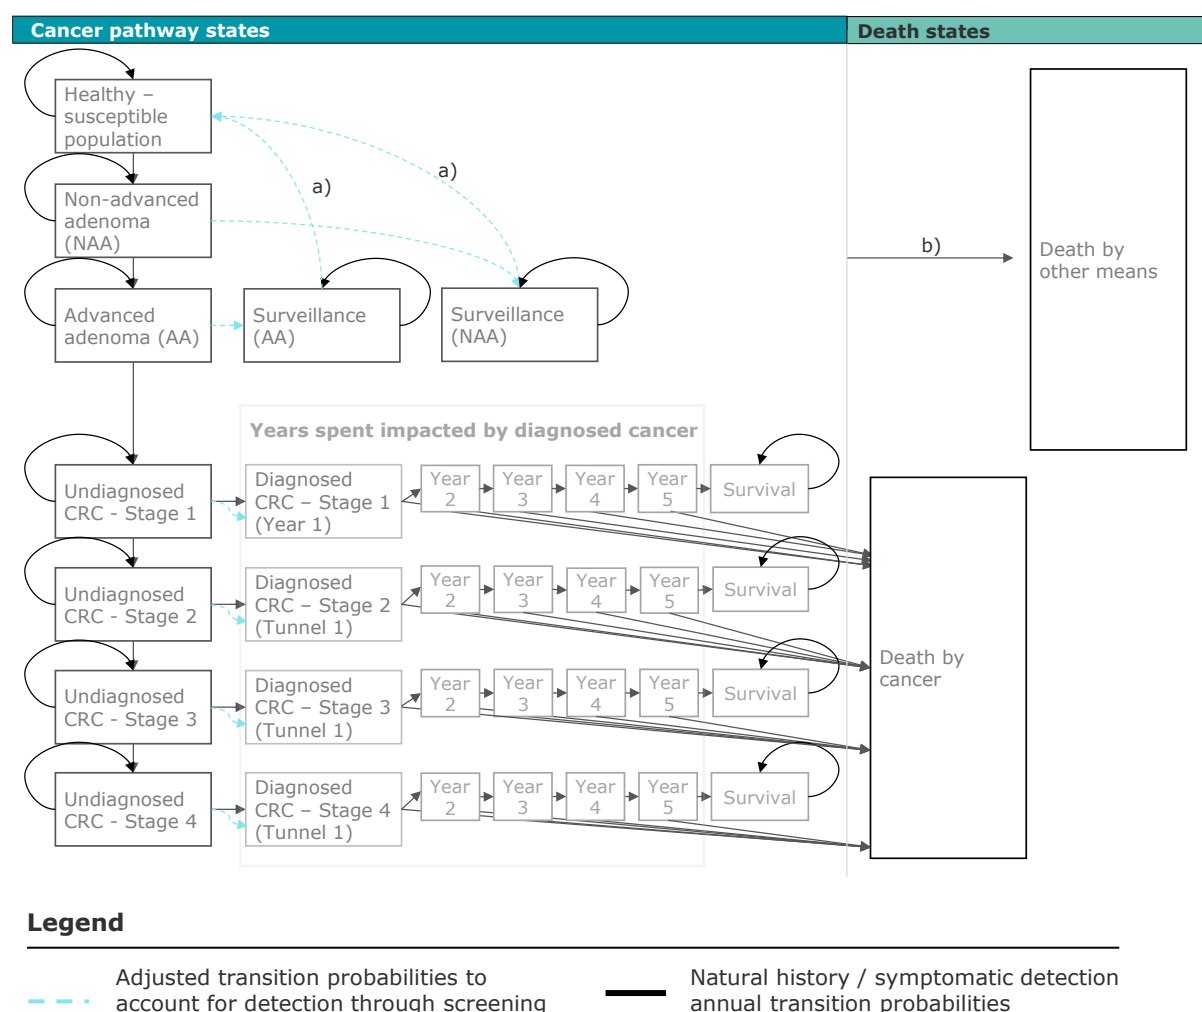 Cancer pathway states
Death states
Healthy –
susceptible
population
a)
a)
Non-advanced
adenoma
(NAA)
b)
Death by
other means
Advanced
adenoma (AA)
Surveillance
(AA)
Surveillance
(NAA)
Years spent impacted by diagnosed cancer
Undiagnosed
CRC - Stage 1
Diagnosed
CRC – Stage 1
(Year 1)
Year
2
Year
3
Year
4
Year
5
Survival
Undiagnosed
CRC - Stage 2
Diagnosed
CRC – Stage 2
(Tunnel 1)
Year
2
Year
3
Year
4
Year
5
Survival
Death by
cancer
Undiagnosed
CRC - Stage 3
Diagnosed
CRC – Stage 3
(Tunnel 1)
Year
2
Year
3
Year
4
Year
5
Survival
Undiagnosed
CRC - Stage 4
Diagnosed
CRC – Stage 4
(Tunnel 1)
Year
2
Year
3
Year
4
Year
5
Survival
Legend
Adjusted transition probabilities to
account for detection through screening
Natural history / symptomatic detection
annual transition probabilities